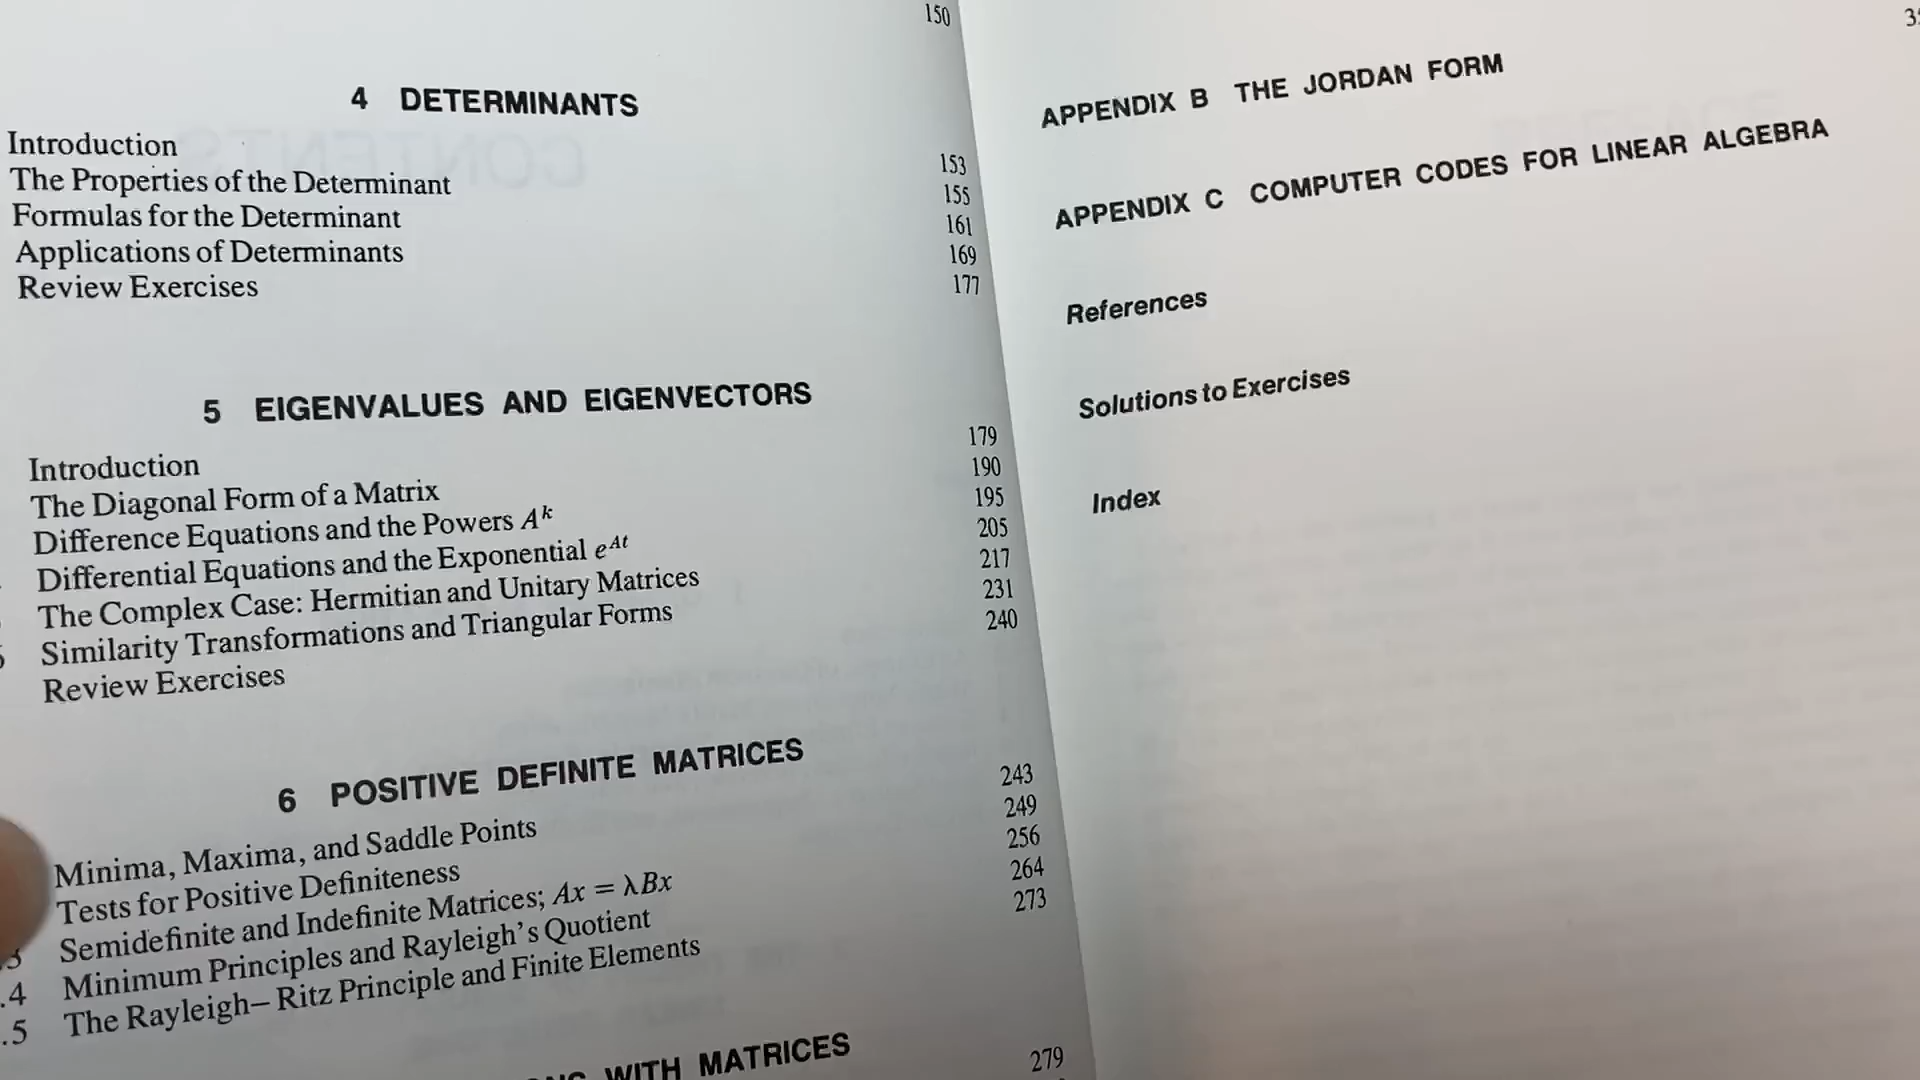 150
4 DETERMINANTS
Introduction 153
The Properties of the Determinant 155
Formulas for the Determinant 161
Applications of Determinants 169
Review Exercises 177
5 EIGENVALUES AND EIGENVECTORS
Introduction 179
The Diagonal Form of a Matrix 190
Difference Equations and the Powers Aᵏ 195
Differential Equations and the Exponential eᴬᵗ 205
The Complex Case: Hermitian and Unitary Matrices 217
Similarity Transformations and Triangular Forms 231
Review Exercises 240
6 POSITIVE DEFINITE MATRICES
Minima, Maxima, and Saddle Points 243
Tests for Positive Definiteness 249
3 Semidefinite and Indefinite Matrices; Ax = λBx 256
.4 Minimum Principles and Rayleigh's Quotient 264
.5 The Rayleigh–Ritz Principle and Finite Elements 273
WITH MATRICES
279
APPENDIX B THE JORDAN FORM
APPENDIX C COMPUTER CODES FOR LINEAR ALGEBRA
References
Solutions to Exercises
Index